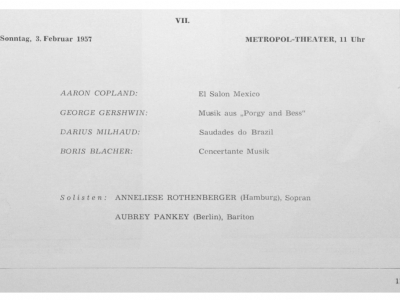 VII.
Sonntag, 3. Februar 1957 METROPOL-THEATER, 11 Uhr
AARON COPLAND: El Salon Mexico
GEORGE GERSHWIN: Musik aus „Porgy and Bess"
DARIUS MILHAUD: Saudades do Brazil
BORIS BLACHER: Concertante Musik
Solisten: ANNELIESE ROTHENBERGER (Hamburg), Sopran
AUBREY PANKEY (Berlin), Bariton